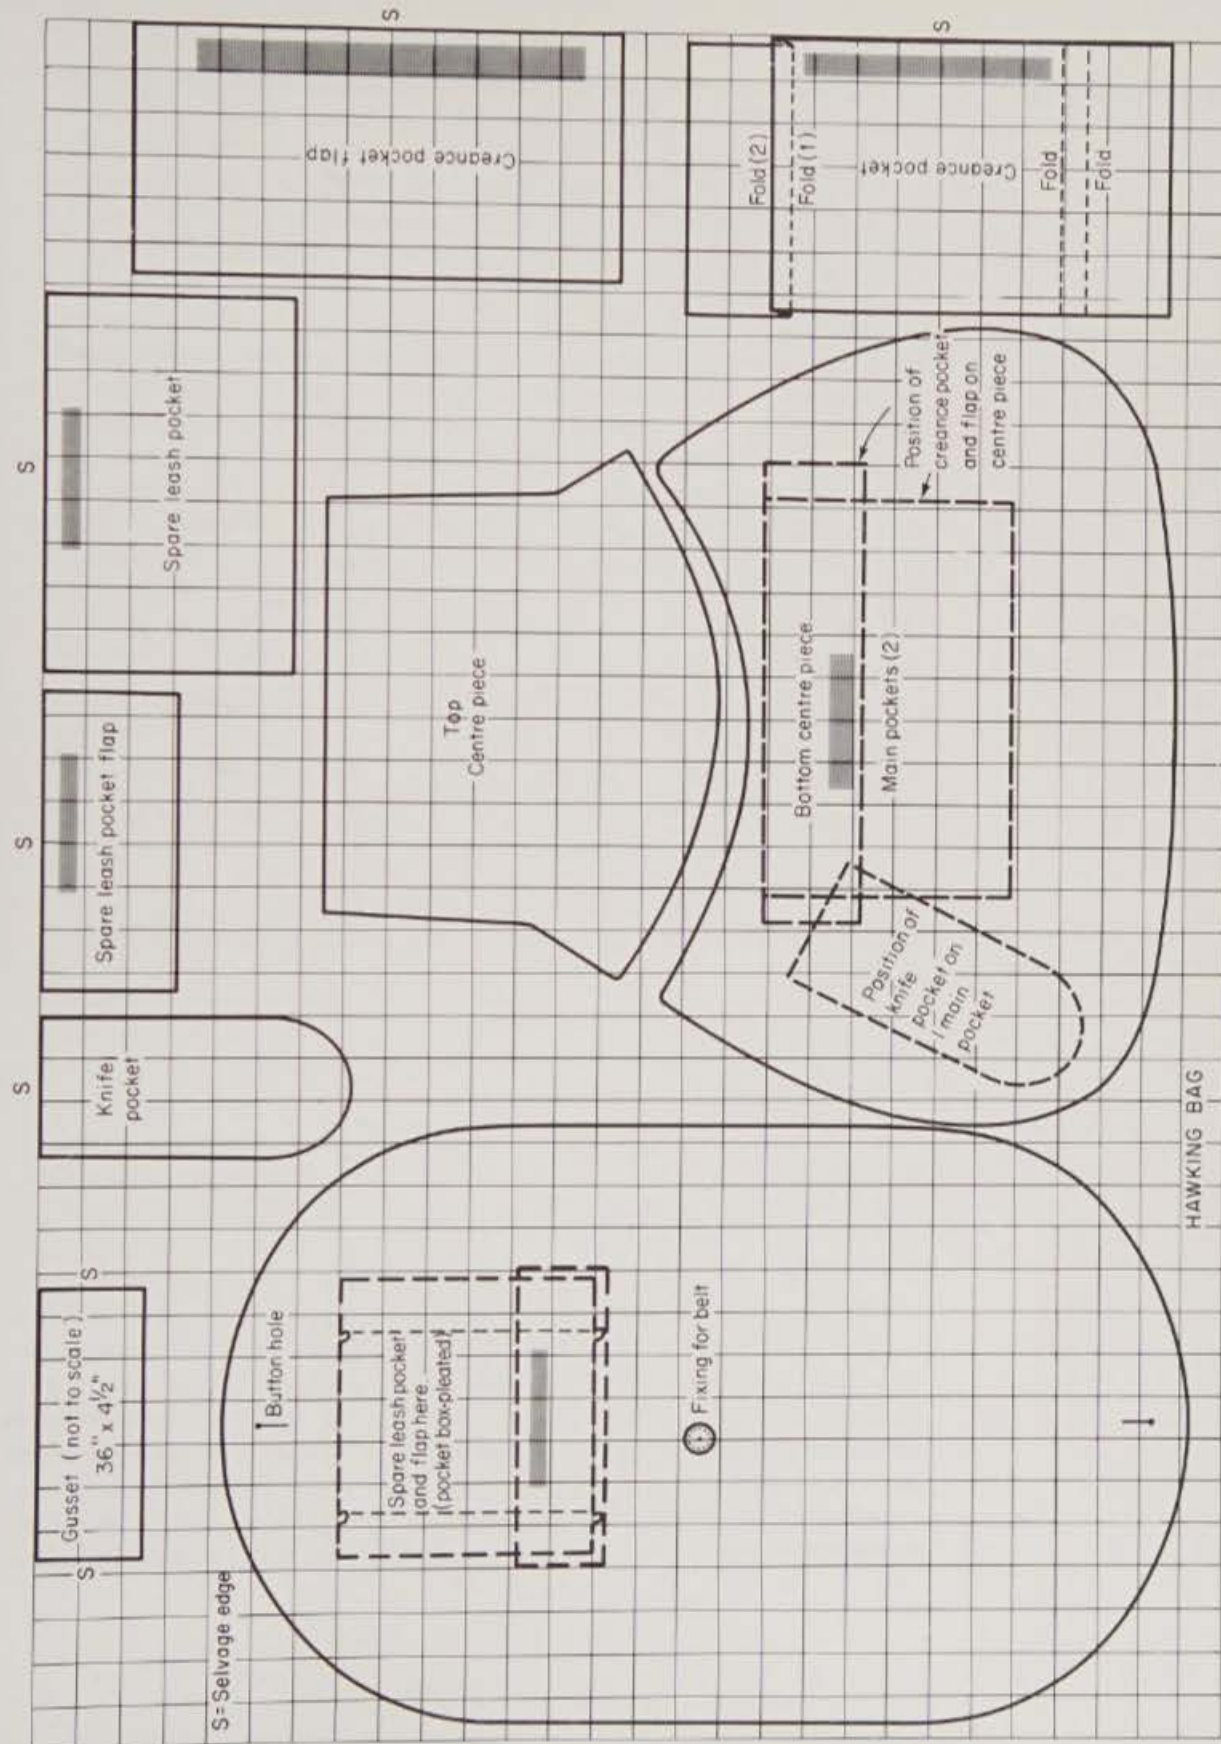 Gusset (not to scale)
36" x 4½"
S
S
S = Selvage edge
Button hole
Spare leash pocket
and flap here
(pocket box-pleated)
Fixing for belt
S
Knife
pocket
S
Spare leash pocket flap
S
Spare leash pocket
Top
Centre piece
Bottom centre piece
Main pockets (2)
Position of
knife
pocket on
1 main
pocket
Position of
creance pocket
and flap on
centre piece
S
Creance pocket flap
S
Fold (2)
Fold (1)
Creance pocket
Fold
Fold
HAWKING BAG